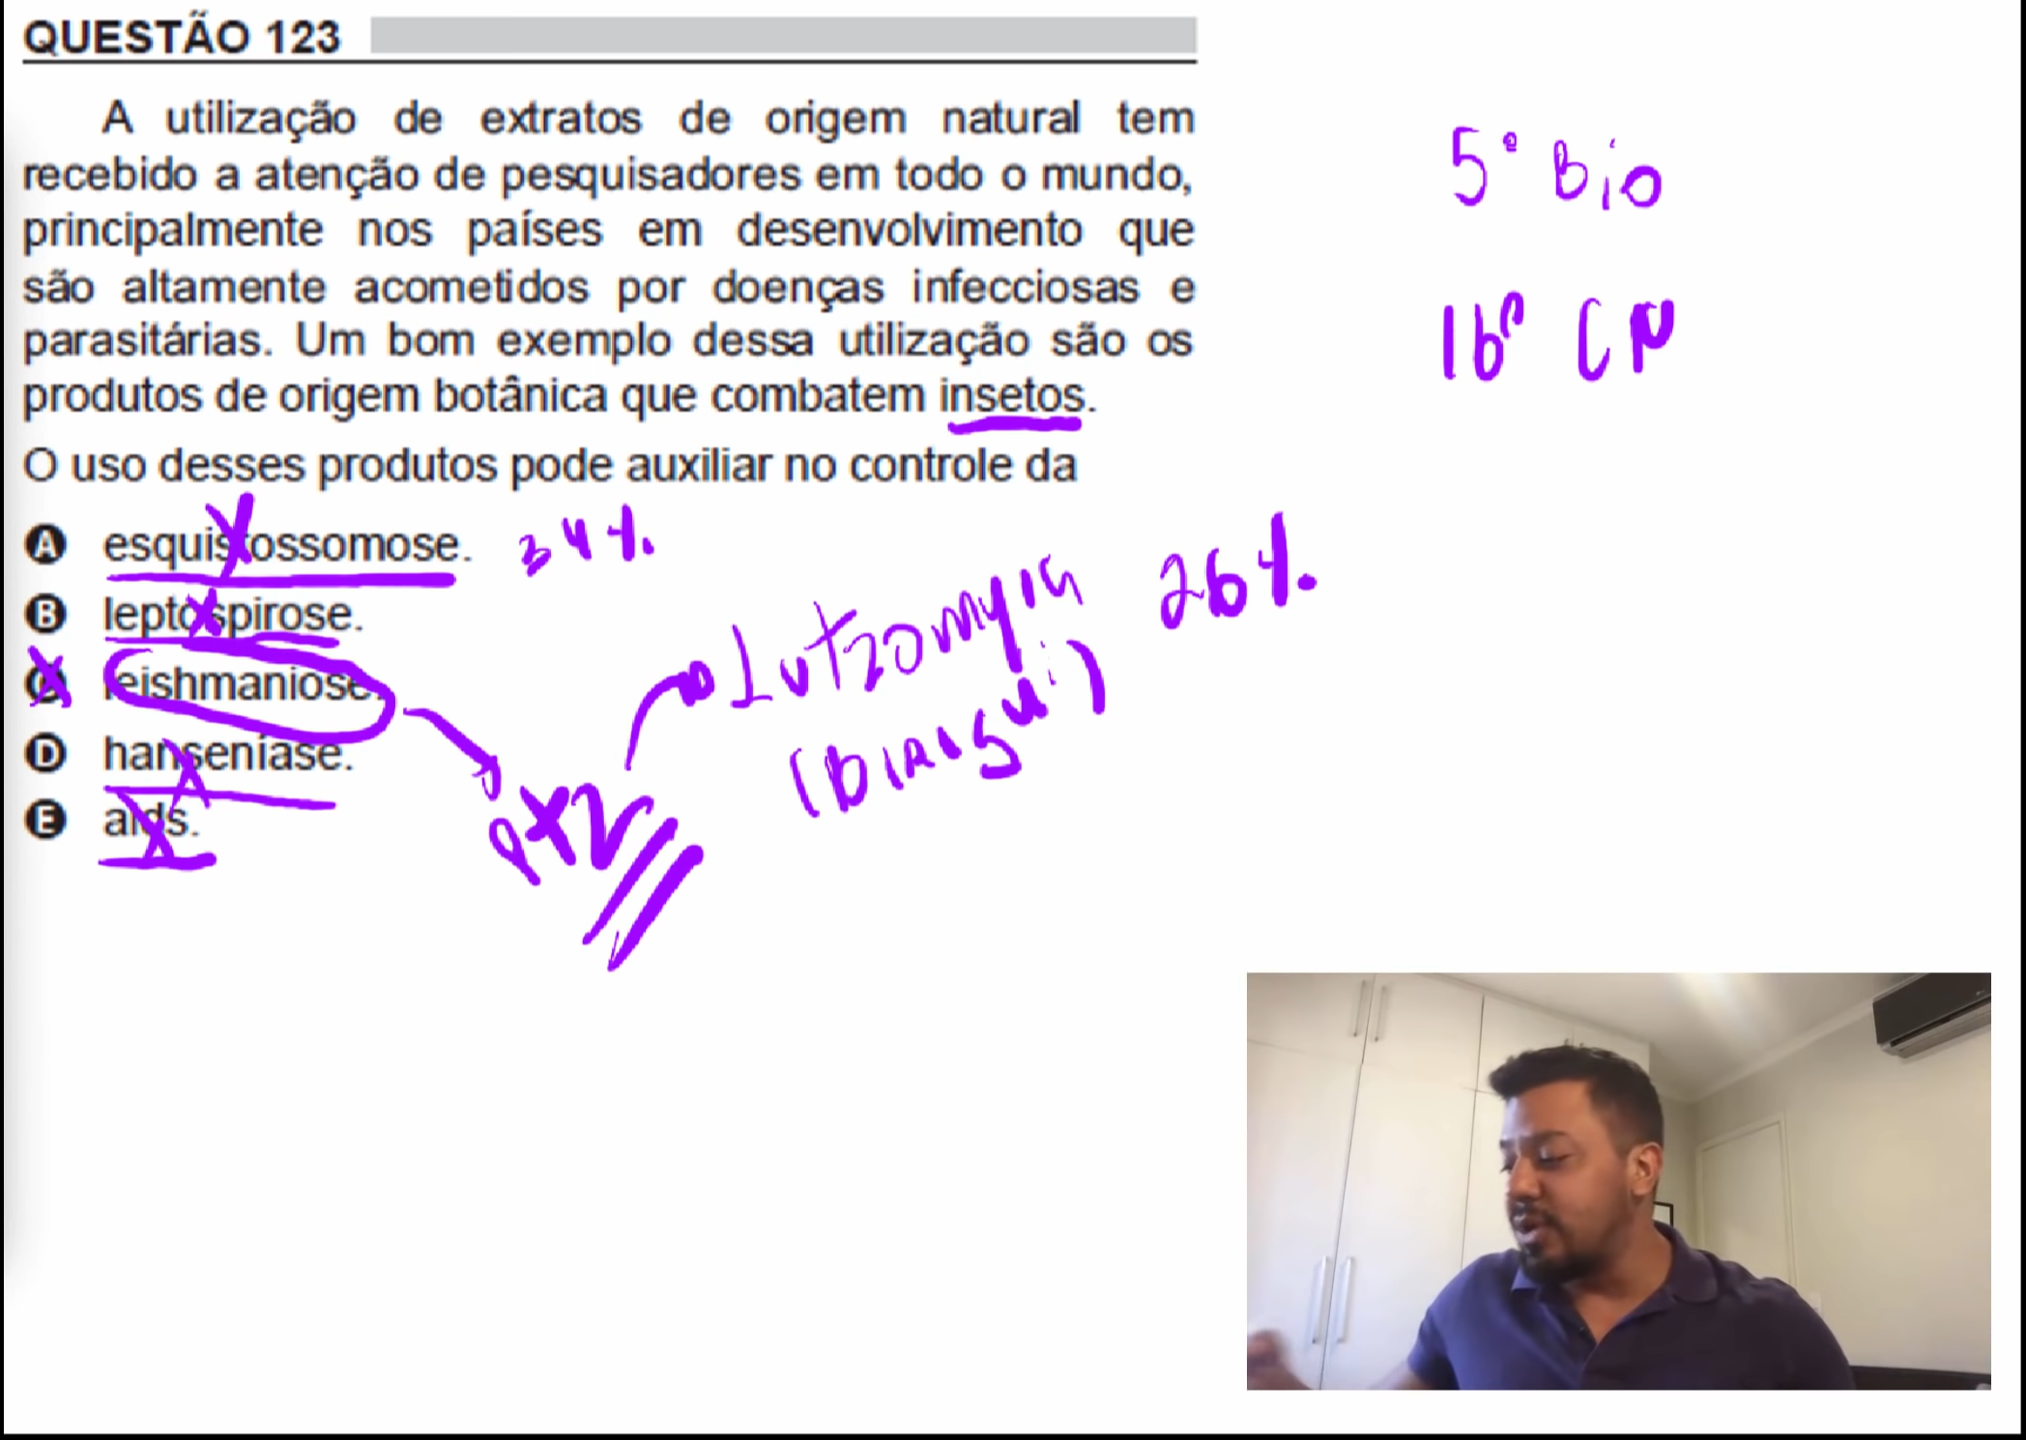 QUESTÃO 123
A utilização de extratos de origem natural tem
recebido a atenção de pesquisadores em todo o mundo,
principalmente nos países em desenvolvimento que
são altamente acometidos por doenças infecciosas e
parasitárias. Um bom exemplo dessa utilização são os
produtos de origem botânica que combatem insetos.
O uso desses produtos pode auxiliar no controle da
A esquistossomose. 34%.
B leptospirose.
C leishmaniose.
D hanseníase.
E aids.
Lutzomyia 26%.
5º Bio
16º CN